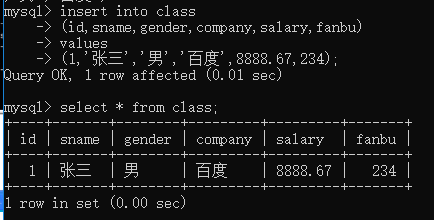 mysql> insert into class
    -> (id,sname,gender,company,salary,fanbu)
    -> values
    -> (1,'张三','男','百度',8888.67,234);
Query OK, 1 row affected (0.01 sec)
mysql> select * from class;
+----+-------+--------+---------+---------+-------+
| id | sname | gender | company | salary | fanbu |
+----+-------+--------+---------+---------+-------+
| 1 | 张三 | 男 | 百度 | 8888.67 | 234 |
+----+-------+--------+---------+---------+-------+
1 row in set (0.00 sec)